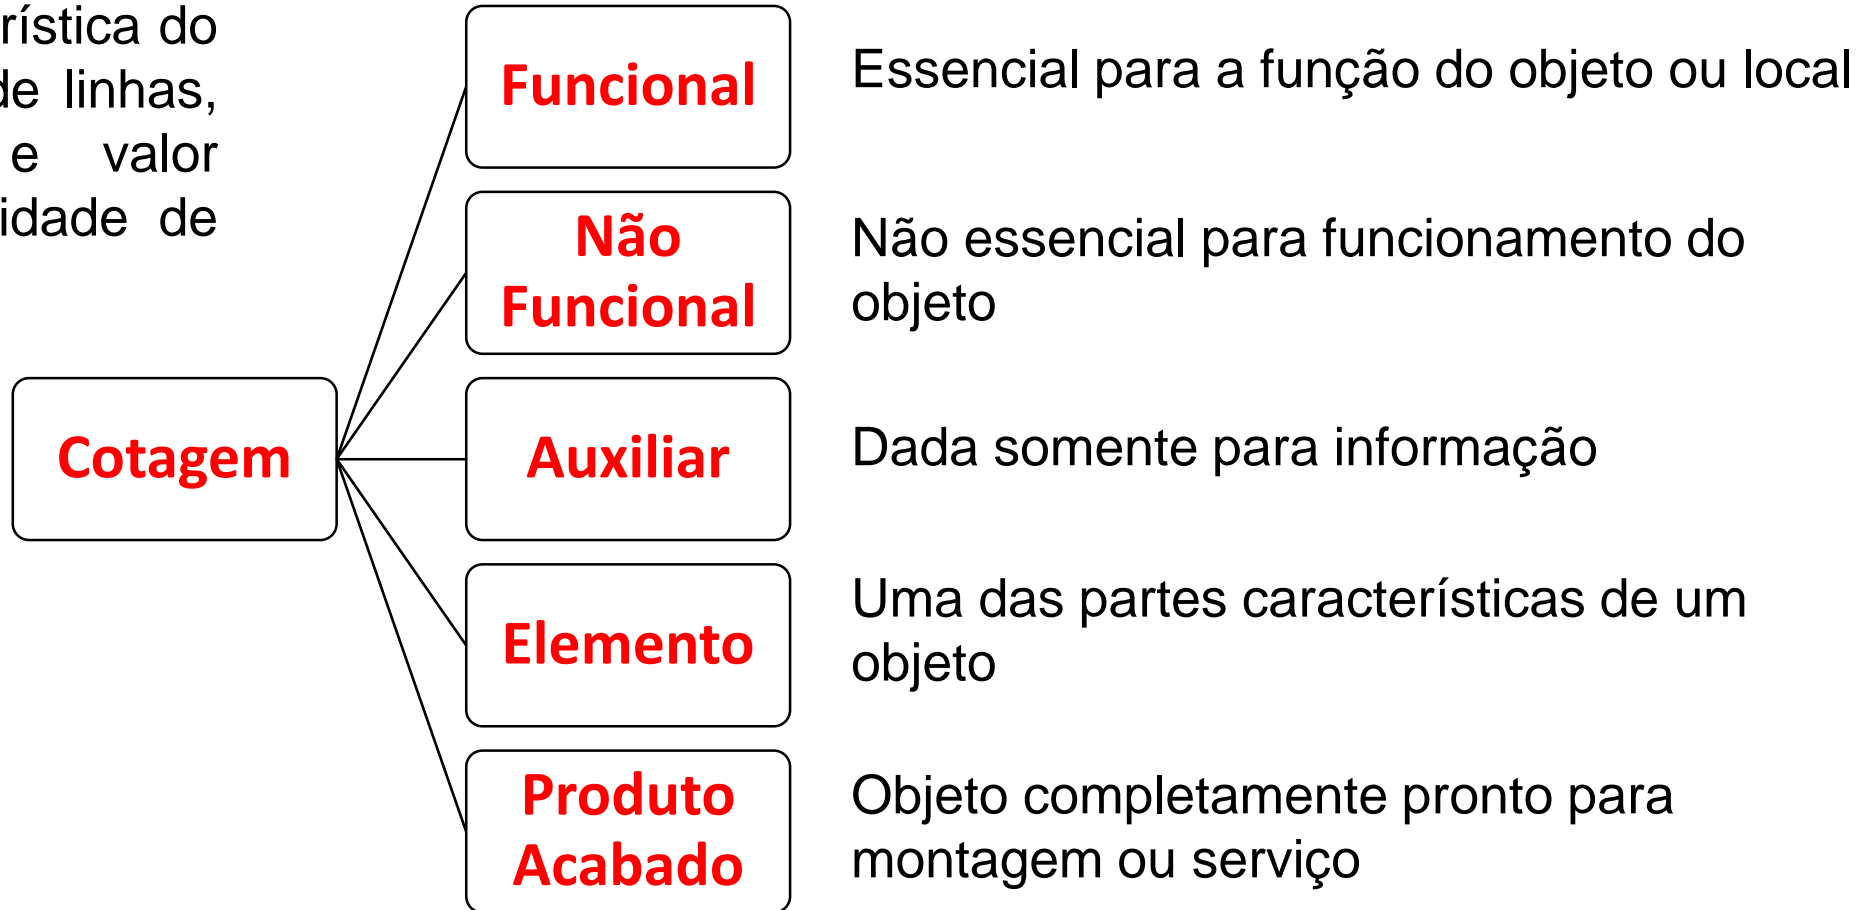 rística do
de linhas,
e valor
idade de
Cotagem
Funcional
Essencial para a função do objeto ou local
Não
Funcional
Não essencial para funcionamento do
objeto
Auxiliar
Dada somente para informação
Elemento
Uma das partes características de um
objeto
Produto
Acabado
Objeto completamente pronto para
montagem ou serviço